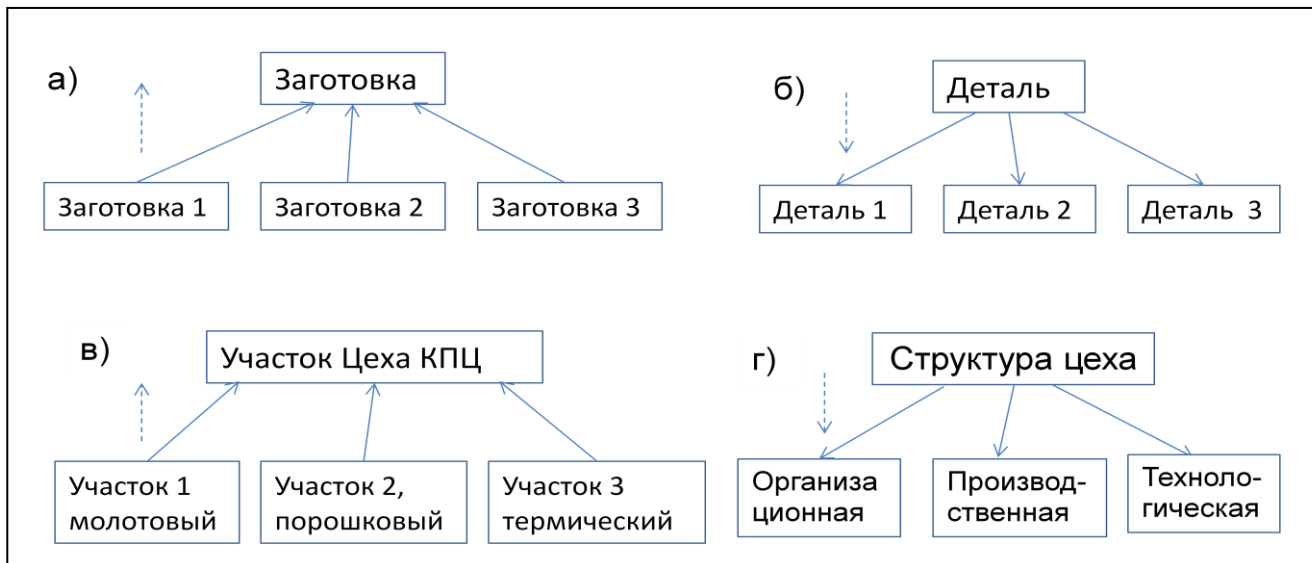 а)
Заготовка
Заготовка 1
Заготовка 2
Заготовка 3
б)
Деталь
Деталь 1
Деталь 2
Деталь 3
в)
Участок Цеха КПЦ
Участок 1
молотовый
Участок 2,
порошковый
Участок 3
термический
г)
Структура цеха
Организа
ционная
Производ-
ственная
Техноло-
гическая